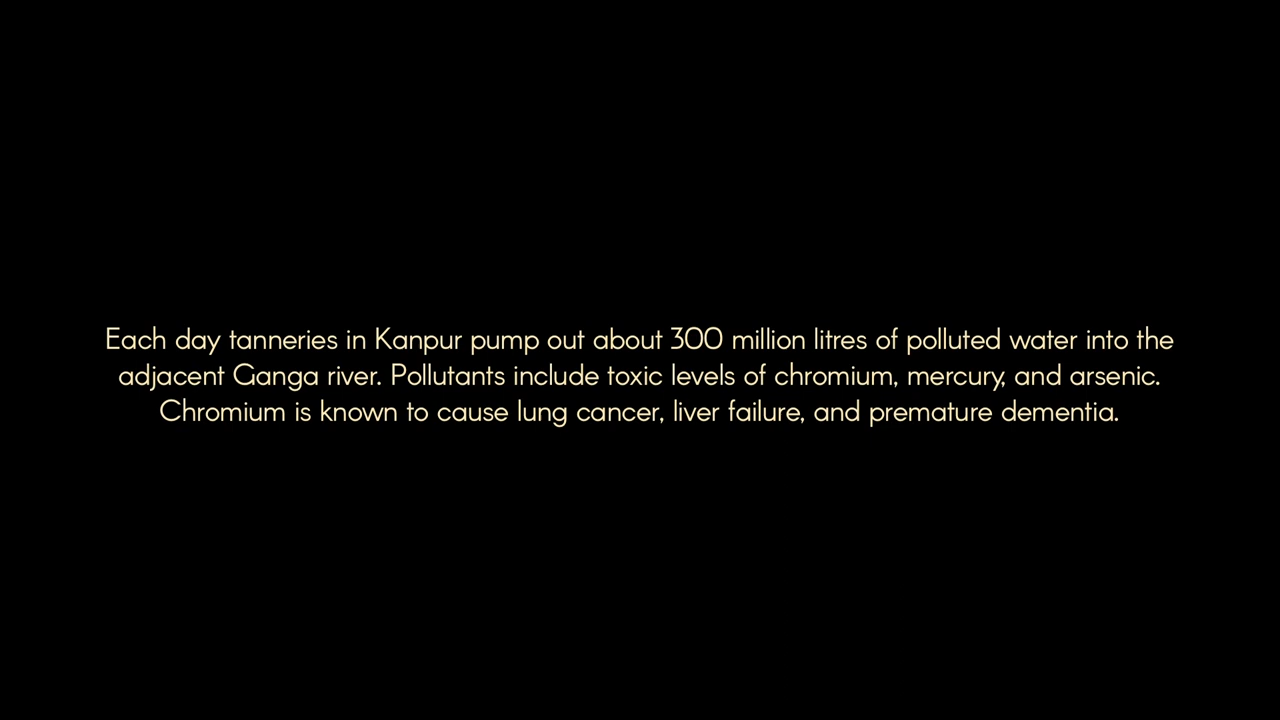 Each day tanneries in Kanpur pump out about 300 million litres of polluted water into the
adjacent Ganga river. Pollutants include toxic levels of chromium, mercury, and arsenic.
Chromium is known to cause lung cancer, liver failure, and premature dementia.